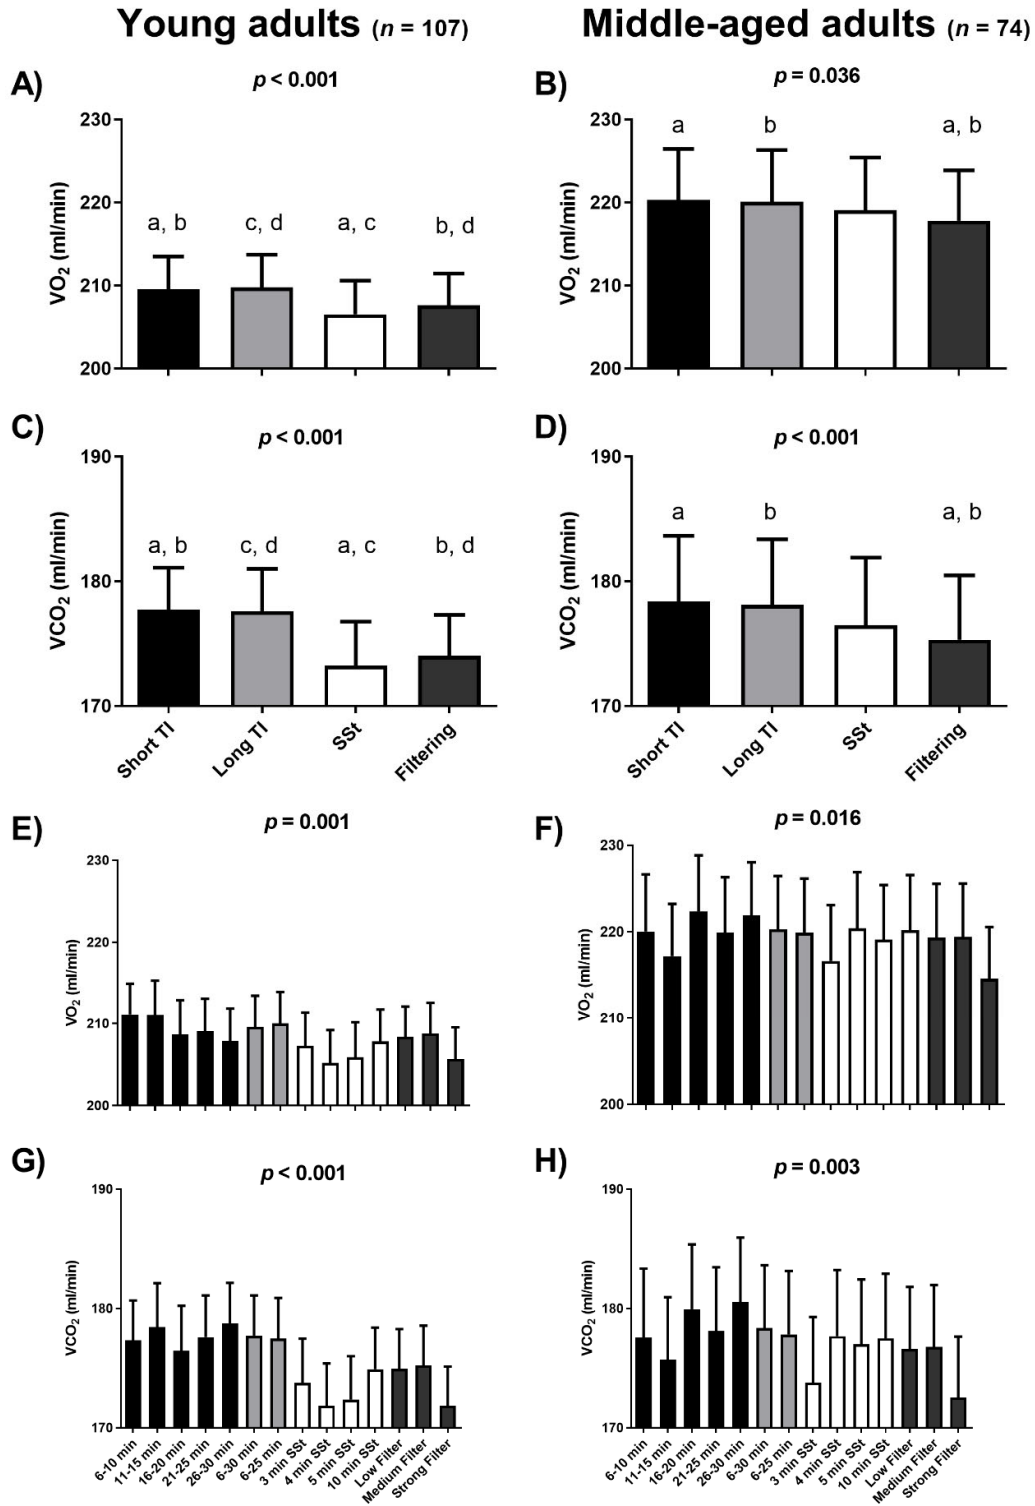 Young adults (n = 107)
Middle-aged adults (n = 74)
A)
p < 0.001
230
220
210
200
VO₂ (ml/min)
a, b
c, d
a, c
b, d
B)
p = 0.036
230
220
210
200
VO₂ (ml/min)
a
b
a, b
C)
p < 0.001
190
180
170
VCO₂ (ml/min)
a, b
c, d
a, c
b, d
Short TI
Long TI
SSt
Filtering
D)
p < 0.001
190
180
170
VCO₂ (ml/min)
a
b
a, b
Short TI
Long TI
SSt
Filtering
E)
p = 0.001
230
220
210
200
VO₂ (ml/min)
F)
p = 0.016
230
220
210
200
VO₂ (ml/min)
G)
p < 0.001
190
180
170
VCO₂ (ml/min)
6-10 min
11-15 min
16-20 min
21-25 min
26-30 min
6-30 min
6-25 min
3 min SSt
4 min SSt
5 min SSt
10 min SSt
Low Filter
Medium Filter
Strong Filter
H)
p = 0.003
190
180
170
VCO₂ (ml/min)
6-10 min
11-15 min
16-20 min
21-25 min
26-30 min
6-30 min
6-25 min
3 min SSt
4 min SSt
5 min SSt
10 min SSt
Low Filter
Medium Filter
Strong Filter